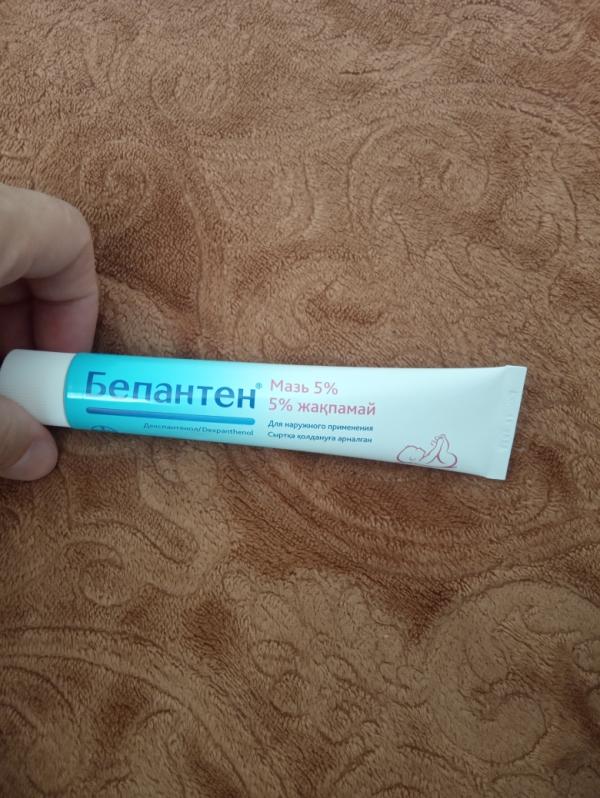 Бепантен®
Декспантенол/Dexpanthenol
Мазь 5%
5% жақпамай
Для наружного применения
Сыртқа қолдануға арналған